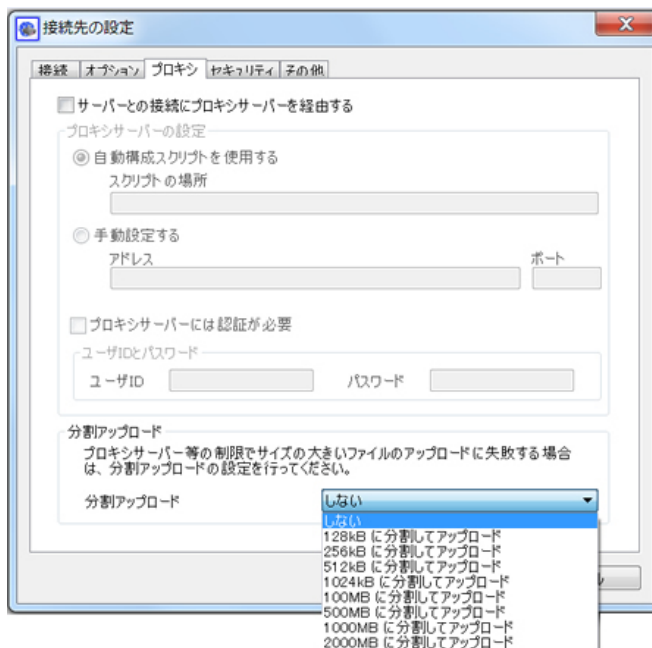 接続先の設定
接続 オプション プロキシ セキュリティ その他
サーバーとの接続にプロキシサーバーを経由する
プロキシサーバーの設定
自動構成スクリプトを使用する
スクリプトの場所
手動設定する
アドレス ポート
プロキシサーバーには認証が必要
ユーザIDとパスワード
ユーザID パスワード
分割アップロード
プロキシサーバー等の制限でサイズの大きいファイルのアップロードに失敗する場合
は、分割アップロードの設定を行ってください。
分割アップロード しない
しない
128kB に分割してアップロード
256kB に分割してアップロード
512kB に分割してアップロード
1024kB に分割してアップロード
100MB に分割してアップロード
500MB に分割してアップロード
1000MB に分割してアップロード
2000MB に分割してアップロード